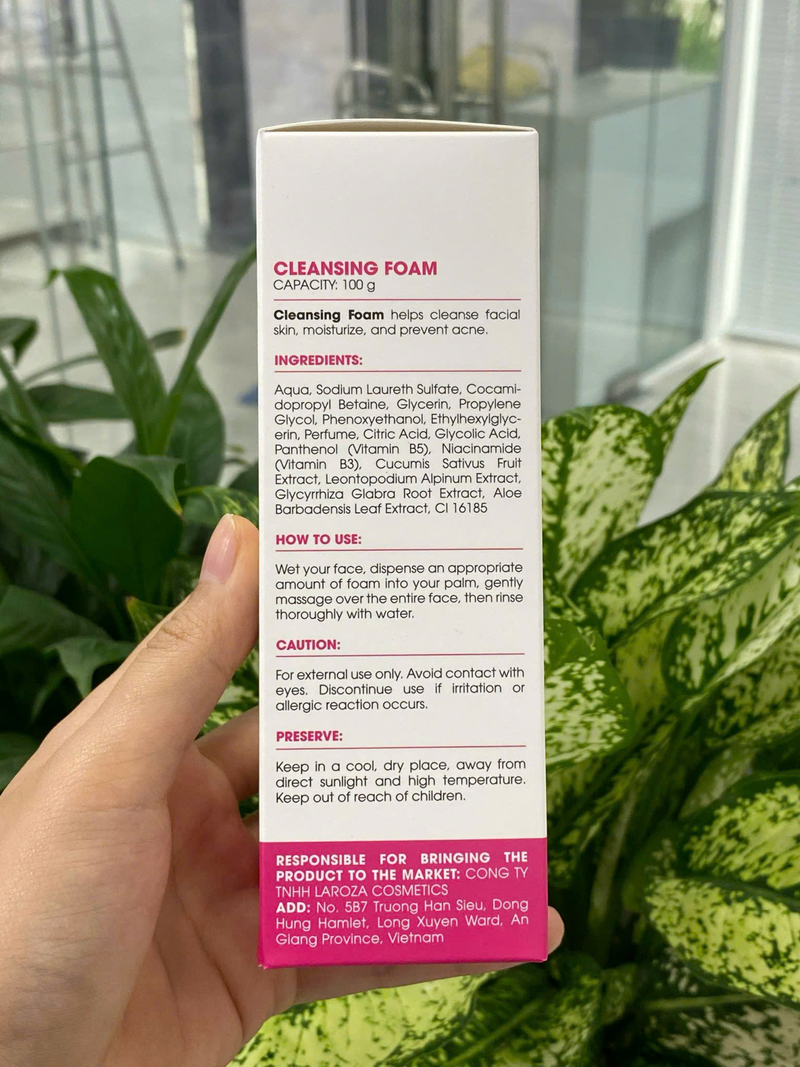 CLEANSING FOAM
CAPACITY: 100 g
Cleansing Foam helps cleanse facial
skin, moisturize, and prevent acne.
INGREDIENTS:
Aqua, Sodium Laureth Sulfate, Cocami-
dopropyl Betaine, Glycerin, Propylene
Glycol, Phenoxyethanol, Ethylhexylglyc-
erin, Perfume, Citric Acid, Glycolic Acid,
Panthenol (Vitamin B5), Niacinamide
(Vitamin B3), Cucumis Sativus Fruit
Extract, Leontopodium Alpinum Extract,
Glycyrrhiza Glabra Root Extract, Aloe
Barbadensis Leaf Extract, CI 16185
HOW TO USE:
Wet your face, dispense an appropriate
amount of foam into your palm, gently
massage over the entire face, then rinse
thoroughly with water.
CAUTION:
For external use only. Avoid contact with
eyes. Discontinue use if irritation or
allergic reaction occurs.
PRESERVE:
Keep in a cool, dry place, away from
direct sunlight and high temperature.
Keep out of reach of children.
RESPONSIBLE FOR BRINGING THE
PRODUCT TO THE MARKET: CONG TY
TNHH LAROZA COSMETICS
ADD: No. 5B7 Truong Han Sieu, Dong
Hung Hamlet, Long Xuyen Ward, An
Giang Province, Vietnam